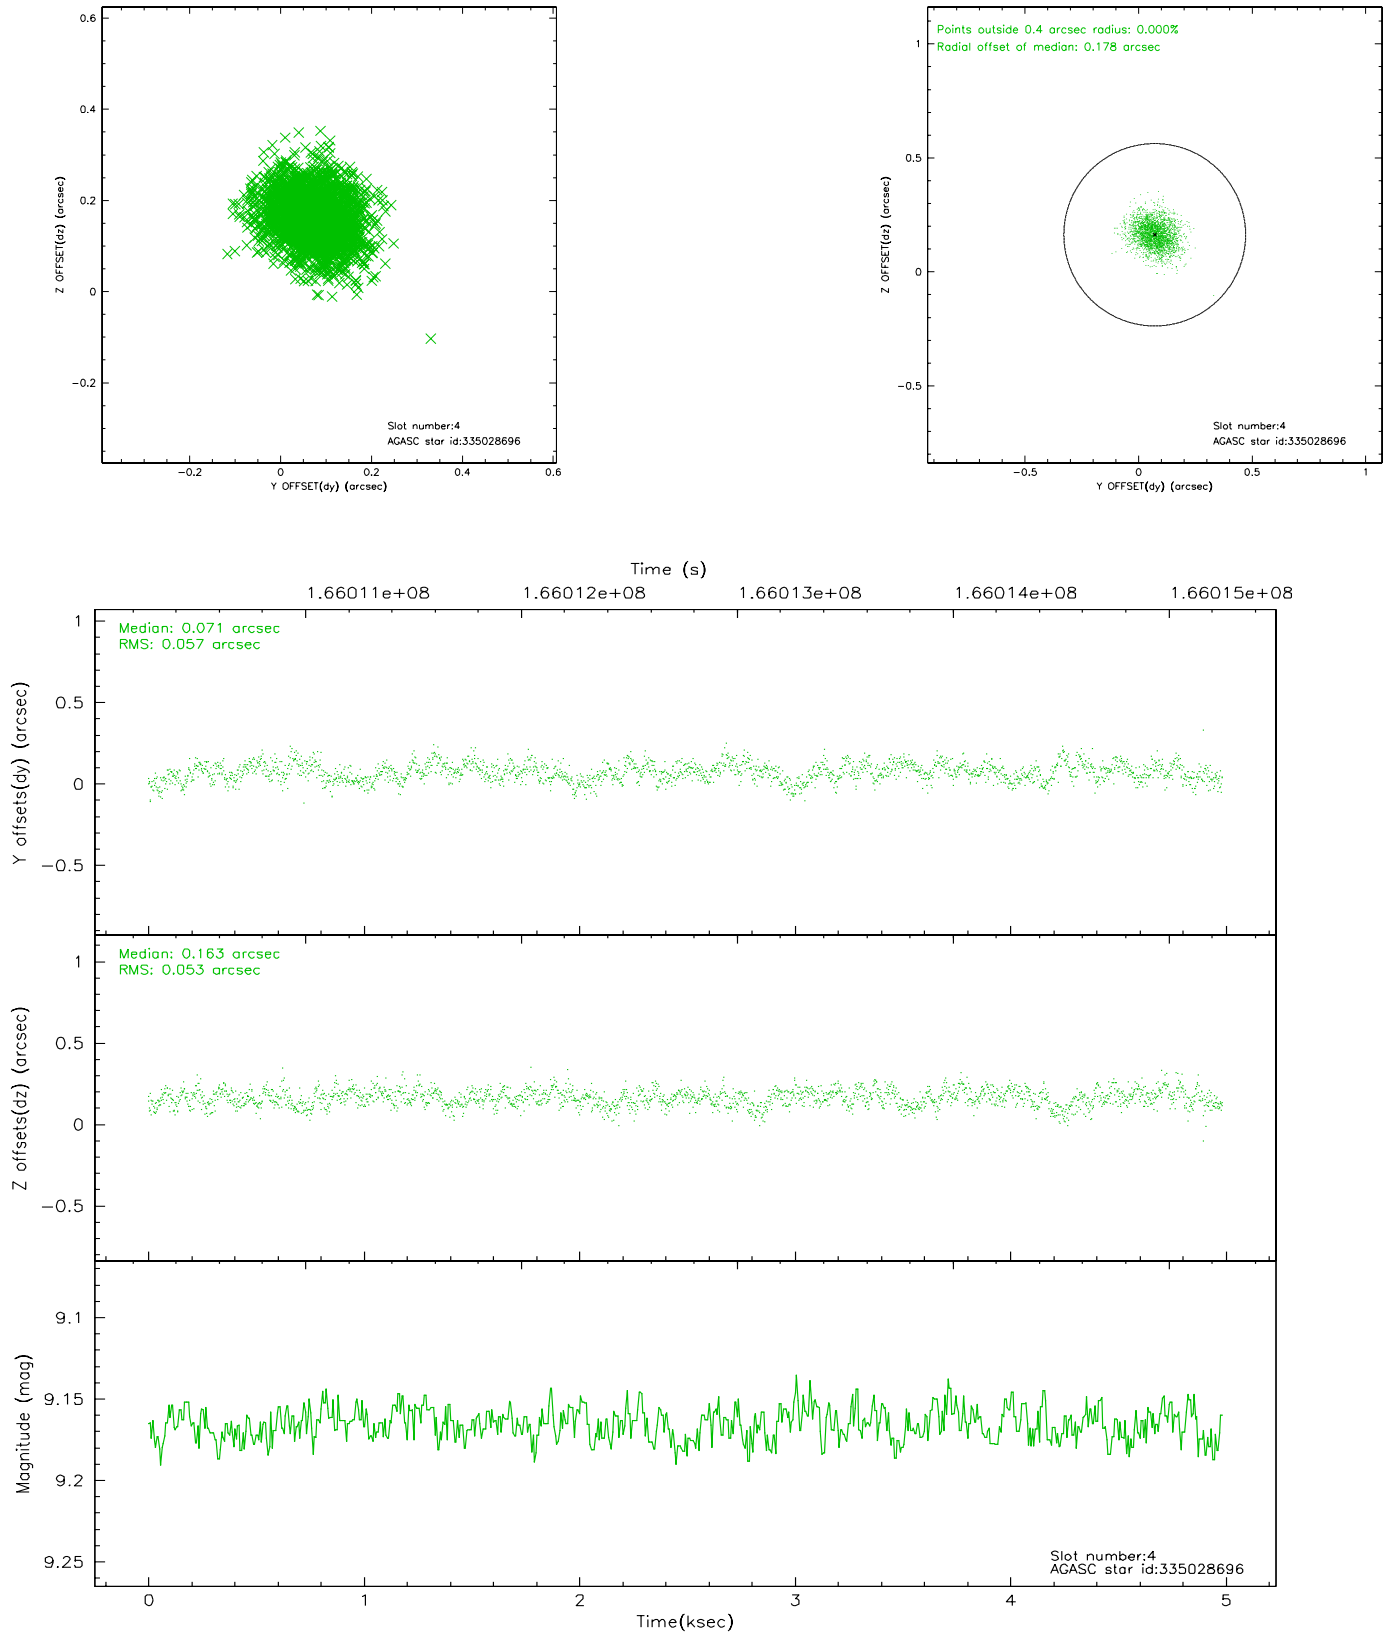 0.6
0.4
0.2
0
−0.2
Z OFFSET(dz) (arcsec)
Slot number:4
AGASC star id:335028696
−0.2 0 0.2 0.4 0.6
Y OFFSET(dy) (arcsec)
Points outside 0.4 arcsec radius: 0.000%
Radial offset of median: 0.178 arcsec
1
0.5
0
−0.5
Z OFFSET(dz) (arcsec)
Slot number:4
AGASC star id:335028696
−0.5 0 0.5 1
Y OFFSET(dy) (arcsec)
Time (s)
1.66011e+08 1.66012e+08 1.66013e+08 1.66014e+08 1.66015e+08
Median: 0.071 arcsec
RMS: 0.057 arcsec
1
0.5
0
−0.5
Y offsets(dy) (arcsec)
Median: 0.163 arcsec
RMS: 0.053 arcsec
1
0.5
0
−0.5
Z offsets(dz) (arcsec)
9.1
9.15
9.2
9.25
Magnitude (mag)
Slot number:4
AGASC star id:335028696
0 1 2 3 4 5
Time(ksec)